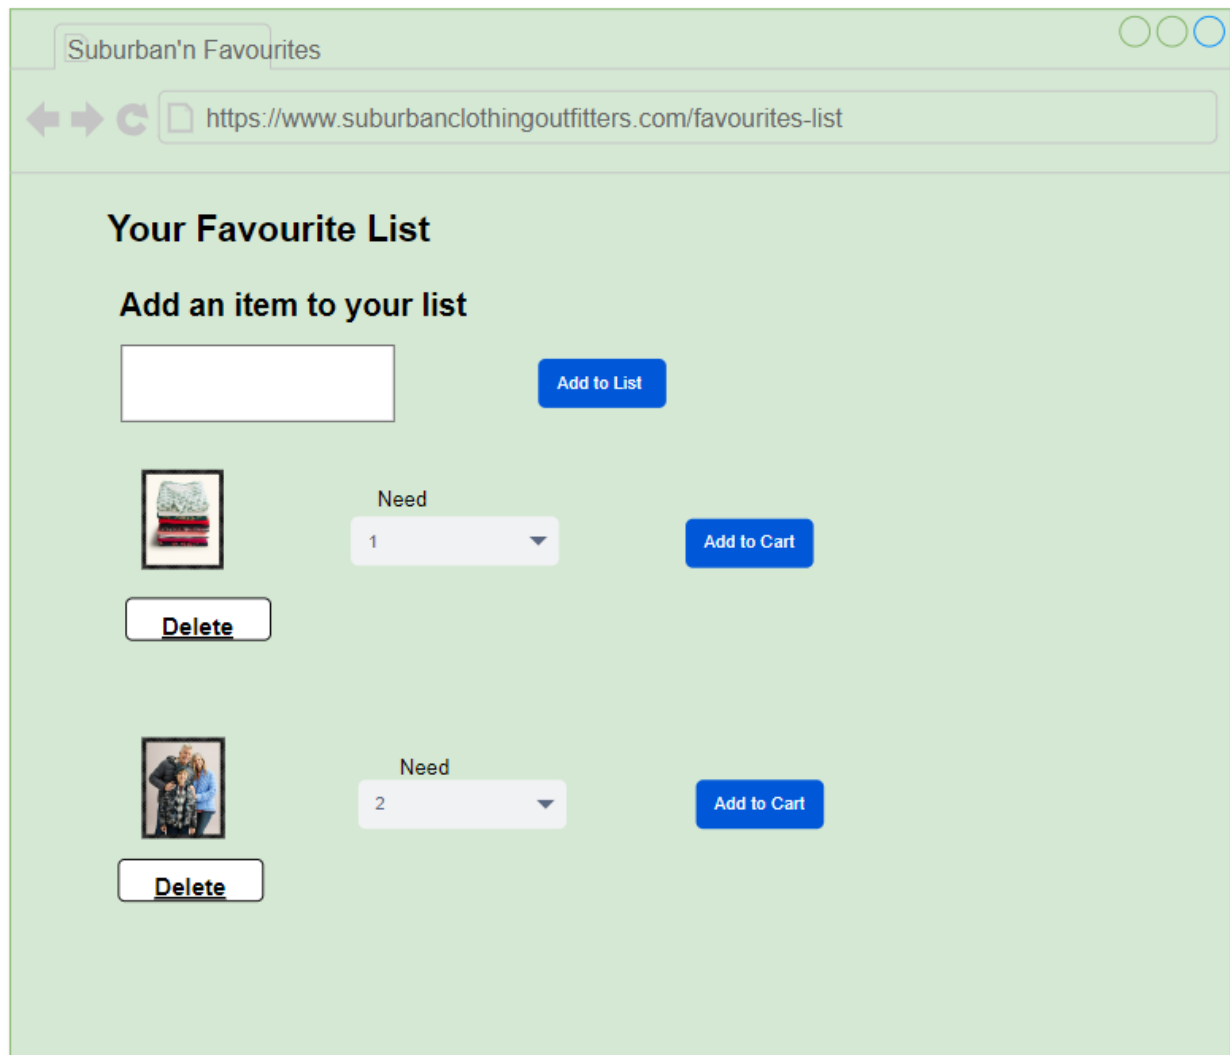 Suburban'n Favourites
https://www.suburbanclothingoutfitters.com/favourites-list
Your Favourite List
Add an item to your list
Add to List
Need
1
Add to Cart
Delete
Need
2
Add to Cart
Delete